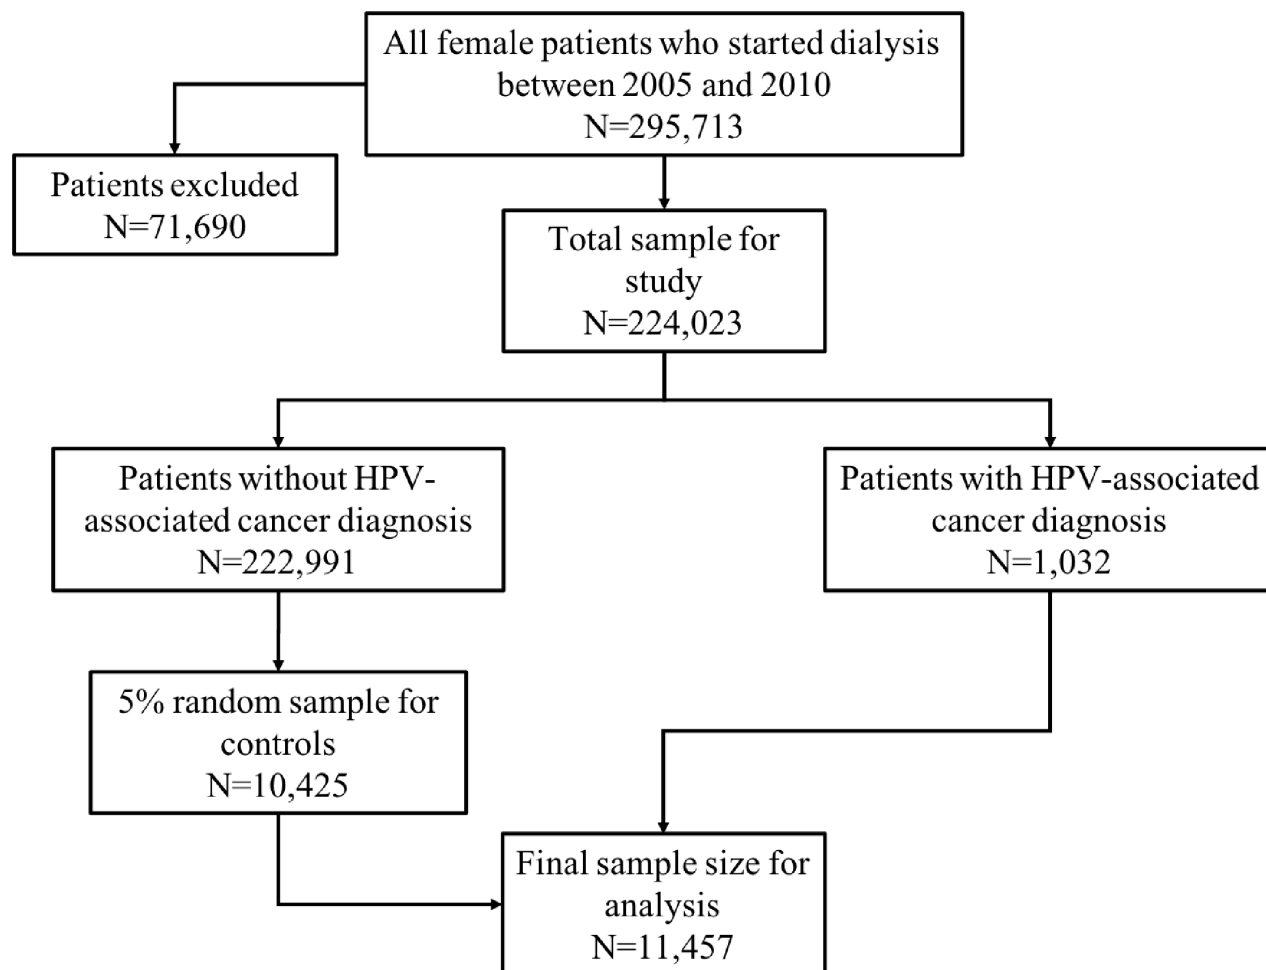 All female patients who started dialysis
between 2005 and 2010
N=295,713
Patients excluded
N=71,690
Total sample for
study
N=224,023
Patients without HPV-
associated cancer diagnosis
N=222,991
Patients with HPV-associated
cancer diagnosis
N=1,032
5% random sample for
controls
N=10,425
Final sample size for
analysis
N=11,457